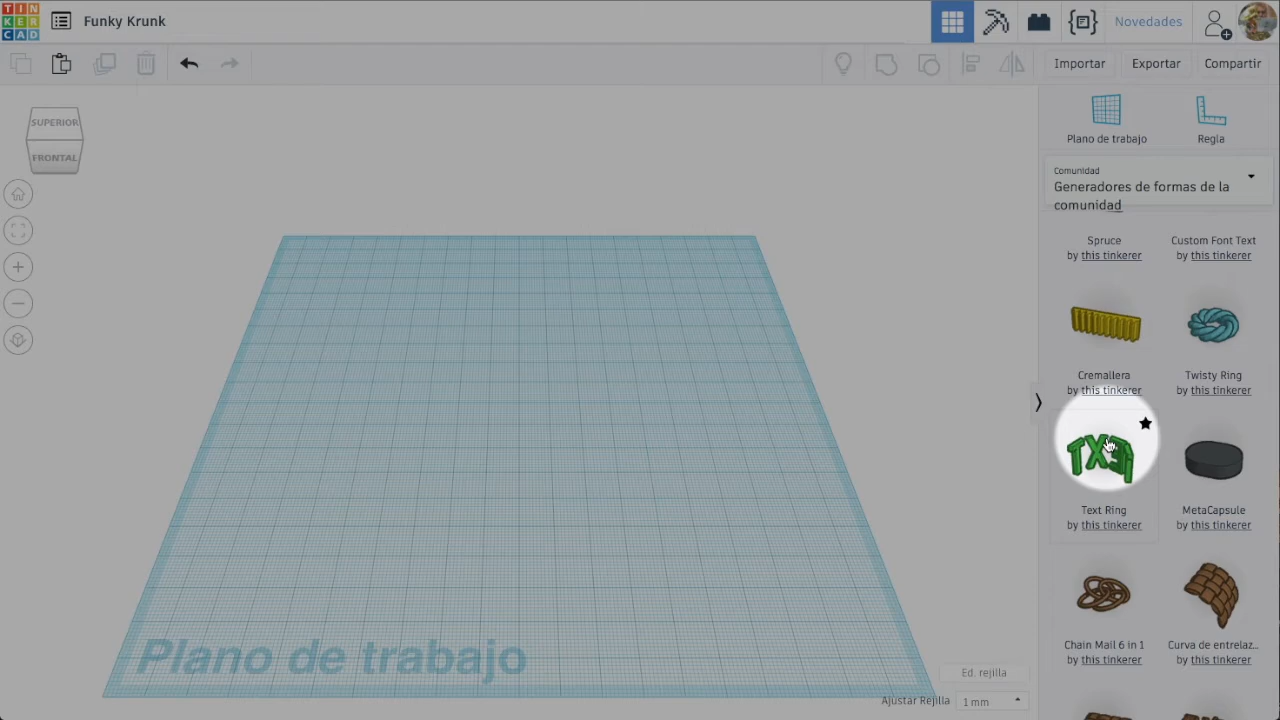 TIN
KER
CAD
Funky Krunk
Novedades
Importar
Exportar
Compartir
SUPERIOR
FRONTAL
Plano de trabajo
Regla
Comunidad
Generadores de formas de la
comunidad
Spruce
by this tinkerer
Custom Font Text
by this tinkerer
Cremallera
by this tinkerer
Twisty Ring
by this tinkerer
TEXT
Text Ring
by this tinkerer
MetaCapsule
by this tinkerer
Chain Mail 6 in 1
by this tinkerer
Curva de entrelaz...
by this tinkerer
Plano de trabajo
Ed. rejilla
Ajustar Rejilla
1 mm